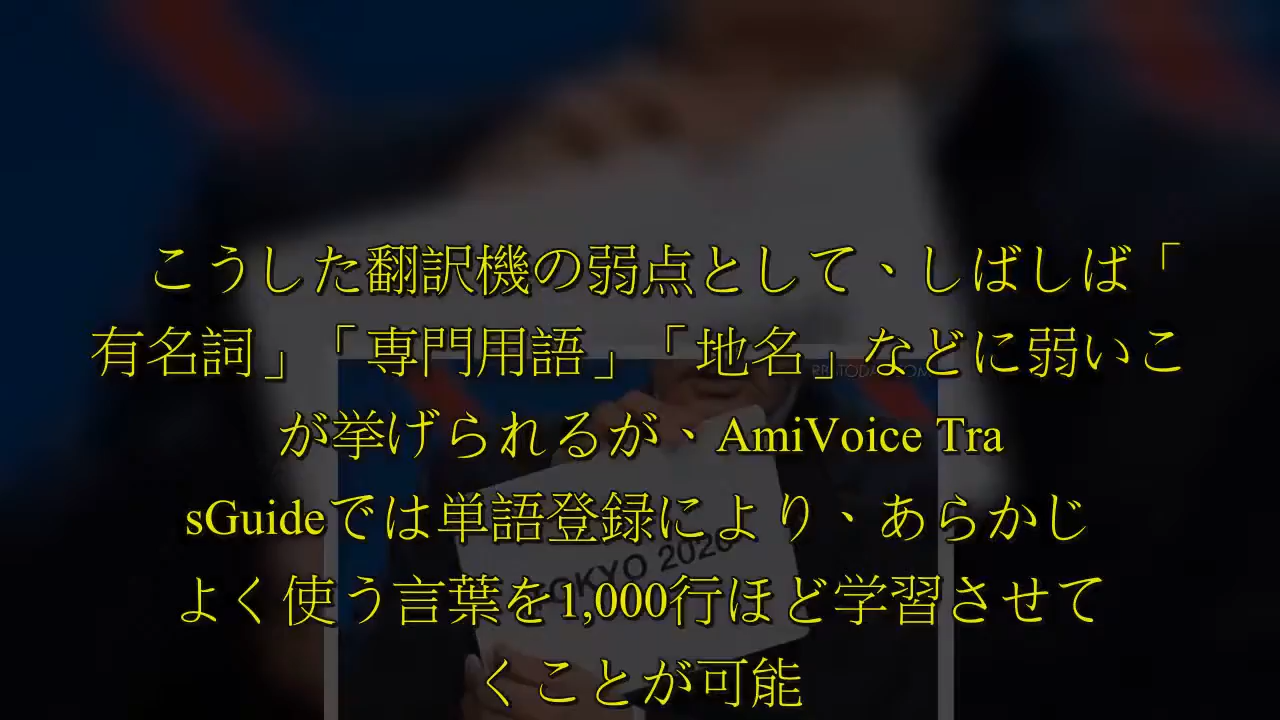 こうした翻訳機の弱点として、しばしば「
有名詞」「専門用語」「地名」などに弱いこ
が挙げられるが、AmiVoice Tra
sGuideでは単語登録により、あらかじ
よく使う言葉を1,000行ほど学習させて
くことが可能
TOKYO 2020